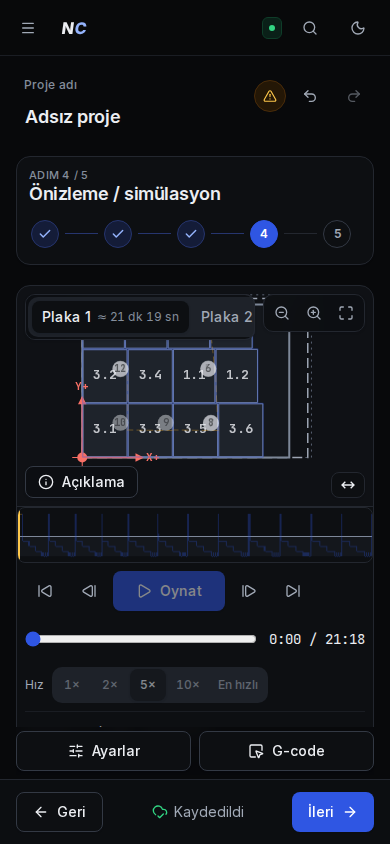 NC
Proje adı
Adsız proje
ADIM 4 / 5
Önizleme / simülasyon
4
5
Plaka 1 ≈ 21 dk 19 sn
Plaka 2
3.2 12 3.4 1.1 6 1.2
Y+
3.1 10 3.3 9 3.5 8 3.6
X+
Açıklama
Oynat
0:00 / 21:18
Hız 1× 2× 5× 10× En hızlı
Ayarlar
G-code
Geri
Kaydedildi
İleri